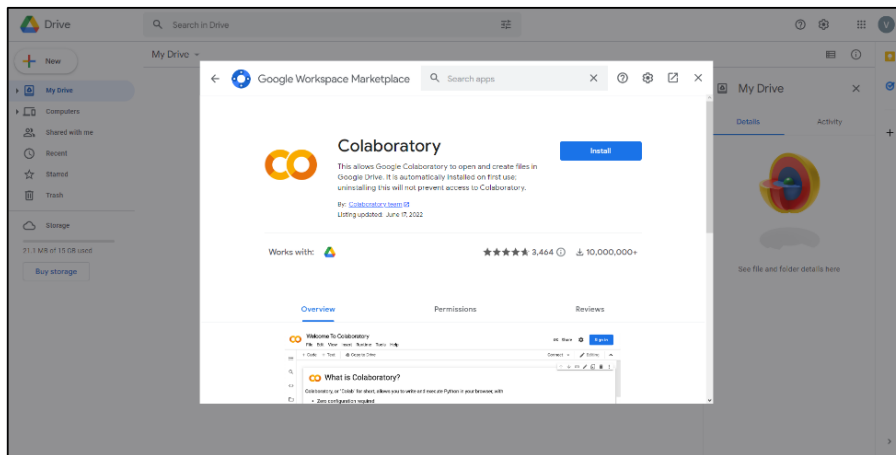 Drive
Search in Drive
V
New
My Drive
My Drive
Computers
Shared with me
Recent
Starred
Trash
Storage
21.1 MB of 15 GB used
Buy storage
Google Workspace Marketplace
Search apps
Colaboratory
Install
This allows Google Colaboratory to open and create files in
Google Drive. It is automatically installed on first use;
uninstalling this will not prevent access to Colaboratory.
By: Colaboratory team
Listing updated: June 17, 2022
Works with:
3,464
10,000,000+
Overview
Permissions
Reviews
Welcome To Colaboratory
File Edit View Insert Runtime Tools Help
Share
Sign in
+ Code + Text Copy to Drive
Connect
Editing
What is Colaboratory?
Colaboratory, or "Colab" for short, allows you to write and execute Python in your browser, with
• Zero configuration required
My Drive
Details
Activity
See file and folder details here